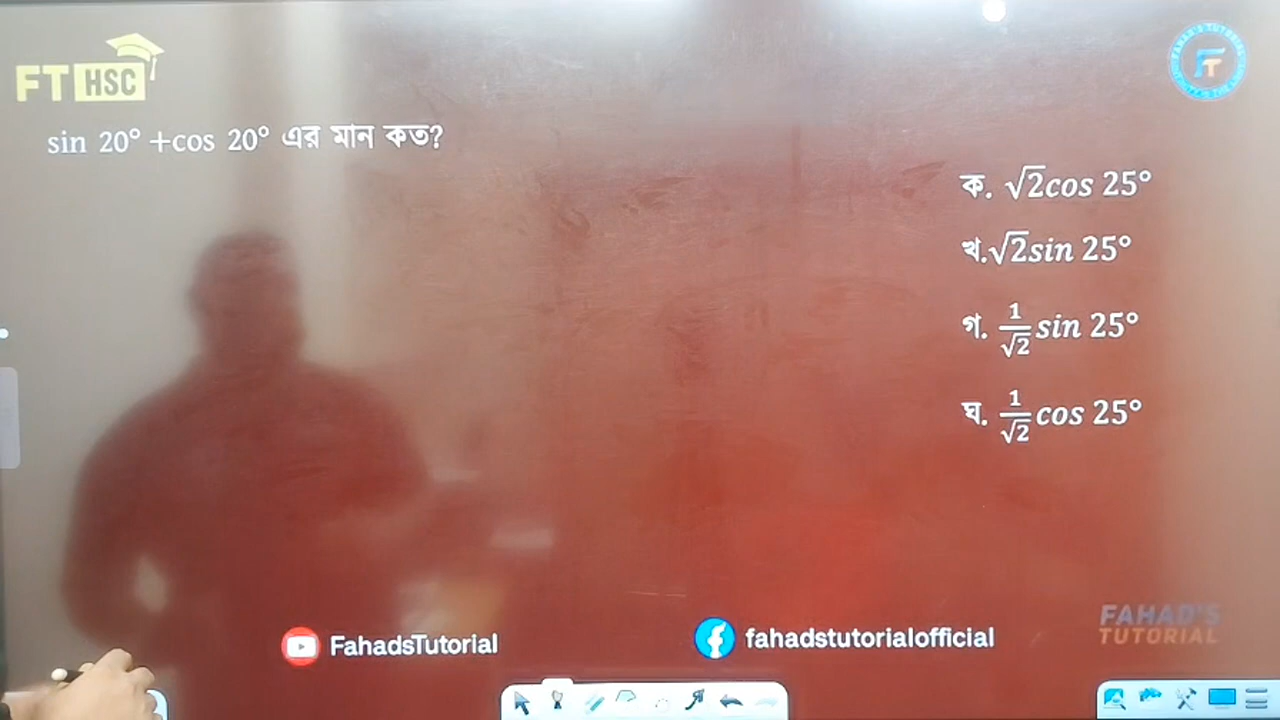 FT HSC
sin 20° +cos 20° এর মান কত?
ক. √2cos 25°
খ.√2sin 25°
গ. 1/√2 sin 25°
ঘ. 1/√2 cos 25°
FahadsTutorial
fahadstutorialofficial
FAHAD'S
TUTORIAL